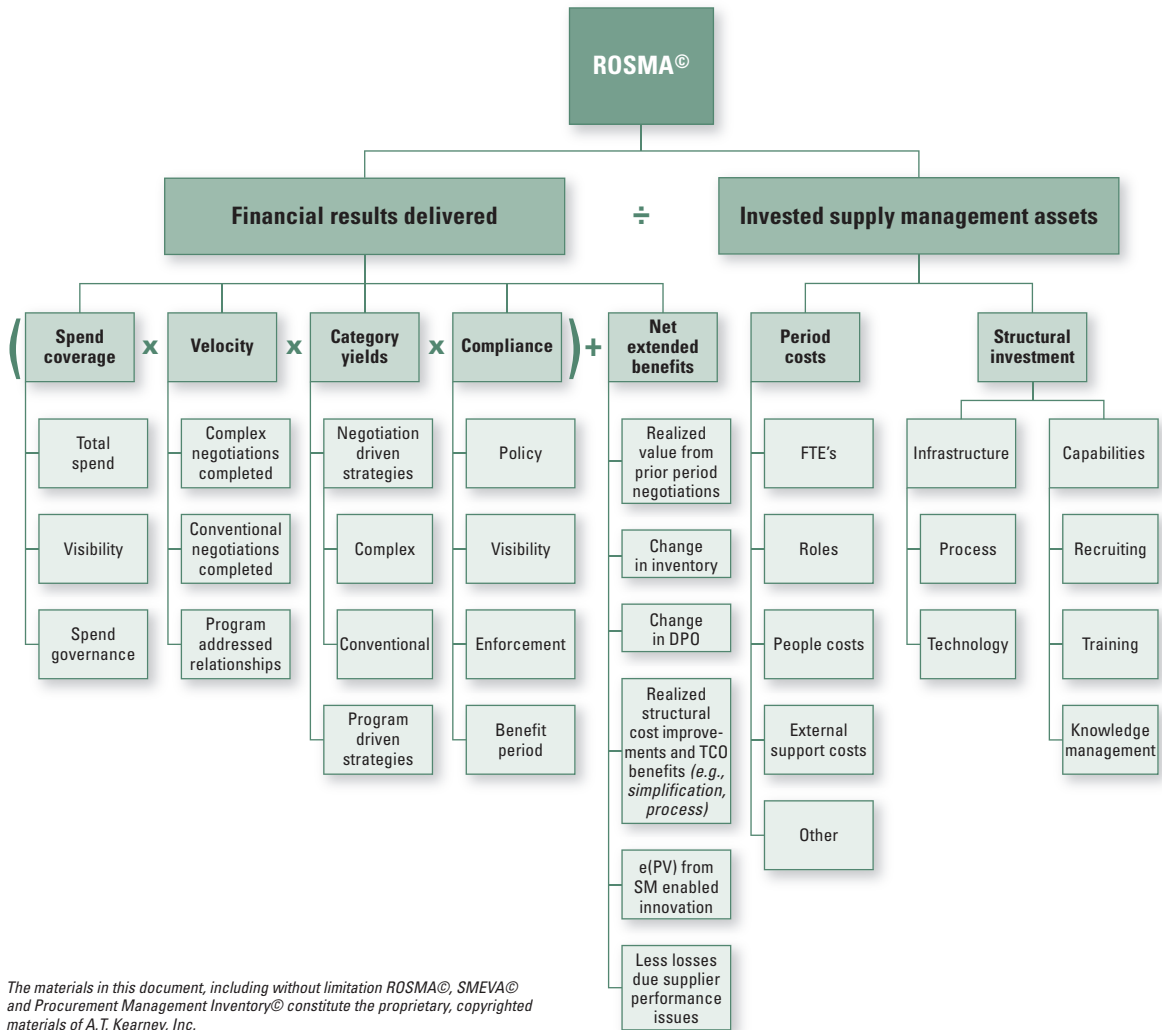 ROSMA©
Financial results delivered
÷
Invested supply management assets
(
Spend
coverage
x
Velocity
x
Category
yields
x
Compliance
)
+
Net
extended
benefits
Period
costs
Structural
investment
Total
spend
Visibility
Spend
governance
Complex
negotiations
completed
Conventional
negotiations
completed
Program
addressed
relationships
Negotiation
driven
strategies
Complex
Conventional
Program
driven
strategies
Policy
Visibility
Enforcement
Benefit
period
Realized
value from
prior period
negotiations
Change
in inventory
Change
in DPO
Realized
structural
cost improve-
ments and TCO
benefits (e.g.,
simplification,
process)
e(PV) from
SM enabled
innovation
Less losses
due supplier
performance
issues
FTE's
Roles
People costs
External
support costs
Other
Infrastructure
Process
Technology
Capabilities
Recruiting
Training
Knowledge
management
The materials in this document, including without limitation ROSMA©, SMEVA©
and Procurement Management Inventory© constitute the proprietary, copyrighted
materials of A.T. Kearney, Inc.